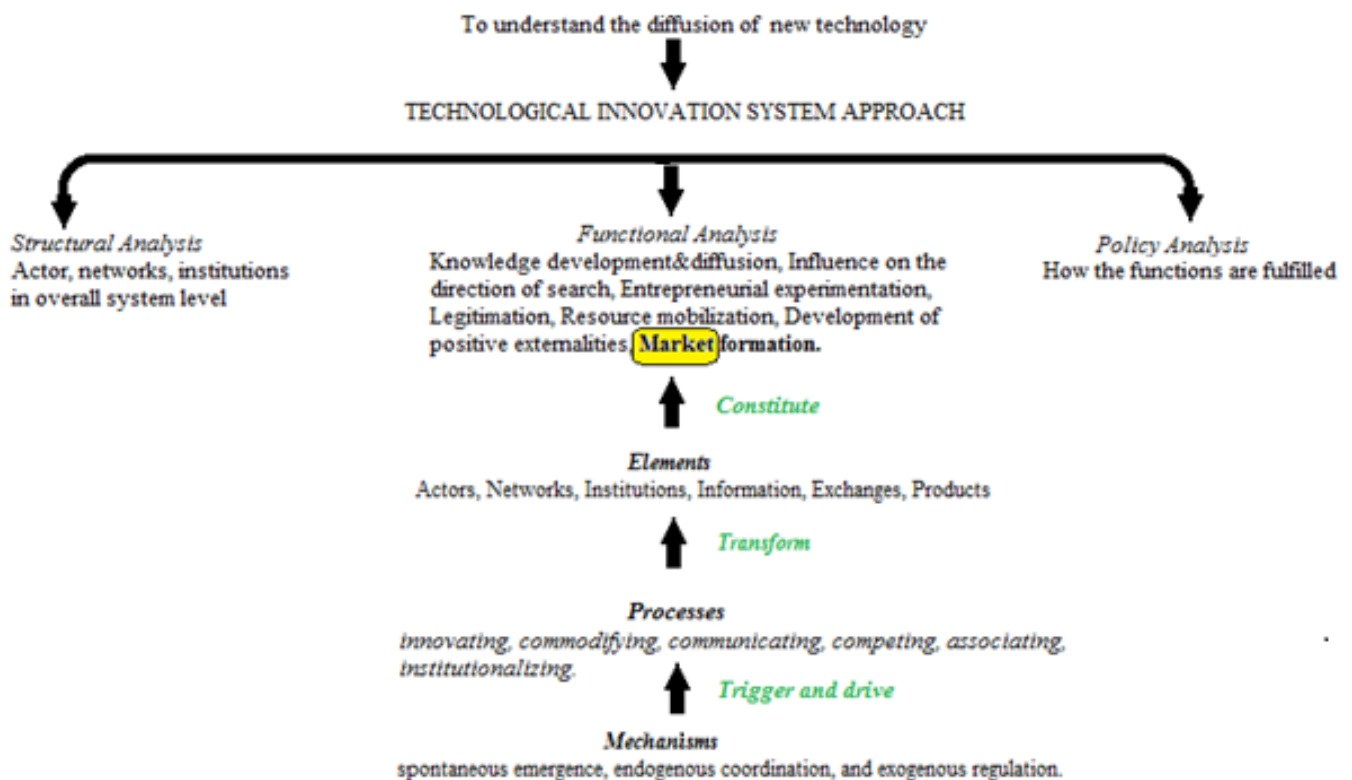 To understand the diffusion of new technology
TECHNOLOGICAL INNOVATION SYSTEM APPROACH
Structural Analysis
Actor, networks, institutions
in overall system level
Functional Analysis
Knowledge development&diffusion, Influence on the
direction of search, Entrepreneurial experimentation,
Legitimation, Resource mobilization, Development of
positive externalities, Market formation.
Policy Analysis
How the functions are fulfilled
Constitute
Elements
Actors, Networks, Institutions, Information, Exchanges, Products
Transform
Processes
innovating, commodifying, communicating, competing, associating,
institutionalizing.
Trigger and drive
Mechanisms
spontaneous emergence, endogenous coordination, and exogenous regulation.